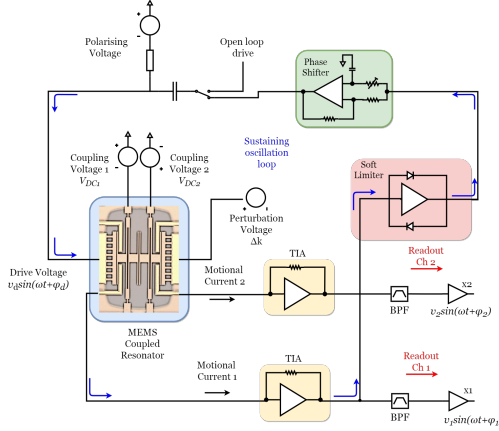 Polarising
Voltage
Open loop
drive
Phase
Shifter
Coupling
Voltage 1
V_DC1
Coupling
Voltage 2
V_DC2
Sustaining
oscillation
loop
Soft
Limiter
Perturbation
Voltage
Δk
Drive Voltage
v_d sin(ωt+φ_d)
Motional
Current 2
TIA
Readout
Ch 2
x2
BPF
v_2 sin(ωt+φ_2)
MEMS
Coupled
Resonator
Motional
Current 1
TIA
Readout
Ch 1
x1
BPF
v_1 sin(ωt+φ_1